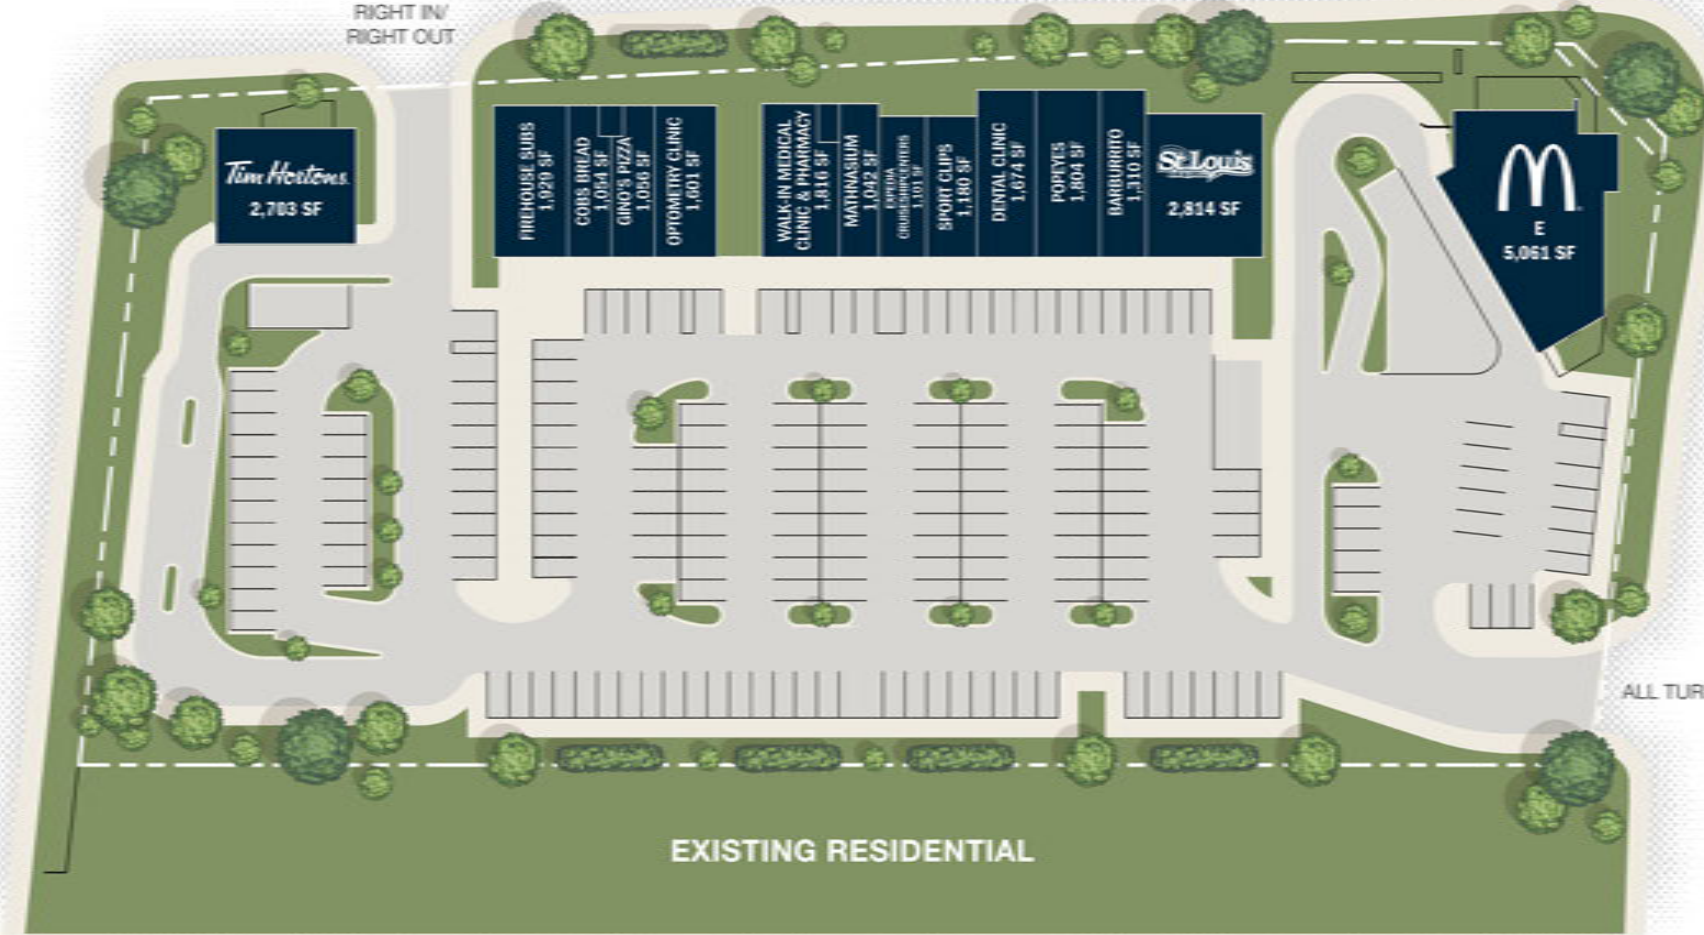 RIGHT IN/
RIGHT OUT
Tim Hortons.
2,703 SF
FIREHOUSE SUBS
1,929 SF
COBS BREAD
1,054 SF
GINO'S PIZZA
1,056 SF
OPTOMETRY CLINIC
1,601 SF
WALK-IN MEDICAL
CLINIC & PHARMACY
1,816 SF
MATHNASIUM
1,042 SF
EXPEDIA
CRUISESHIPCENTERS
1,101 SF
SPORT CLIPS
1,180 SF
DENTAL CLINIC
1,674 SF
POPEYES
1,804 SF
BARBURRITO
1,310 SF
St.Louis
2,814 SF
M
E
5,061 SF
ALL TUR
EXISTING RESIDENTIAL